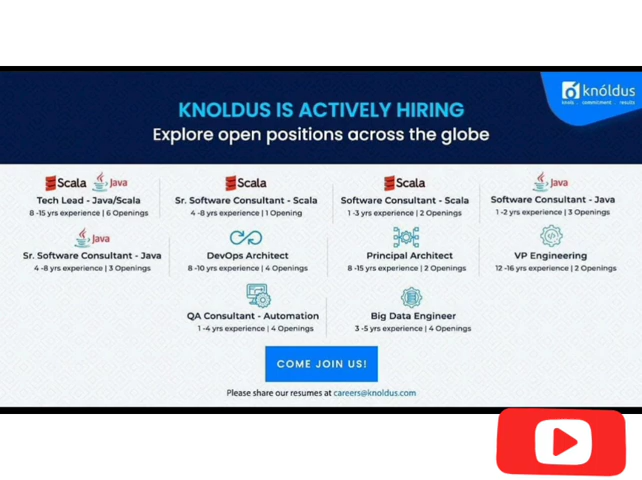 knóldus
KNOLDUS IS ACTIVELY HIRING
Explore open positions across the globe
Scala Java
Tech Lead - Java/Scala
8 -15 yrs experience | 6 Openings
Scala
Sr. Software Consultant - Scala
4 -8 yrs experience | 1 Opening
Scala
Software Consultant - Scala
1 -3 yrs experience | 2 Openings
Java
Software Consultant - Java
1 -2 yrs experience | 3 Openings
Java
Sr. Software Consultant - Java
4 -8 yrs experience | 3 Openings
DevOps Architect
8 -10 yrs experience | 4 Openings
Principal Architect
8 -15 yrs experience | 2 Openings
VP Engineering
12 -16 yrs experience | 2 Openings
QA Consultant - Automation
1 -4 yrs experience | 4 Openings
Big Data Engineer
3 -5 yrs experience | 4 Openings
COME JOIN US!
Please share our resumes at careers@knoldus.com